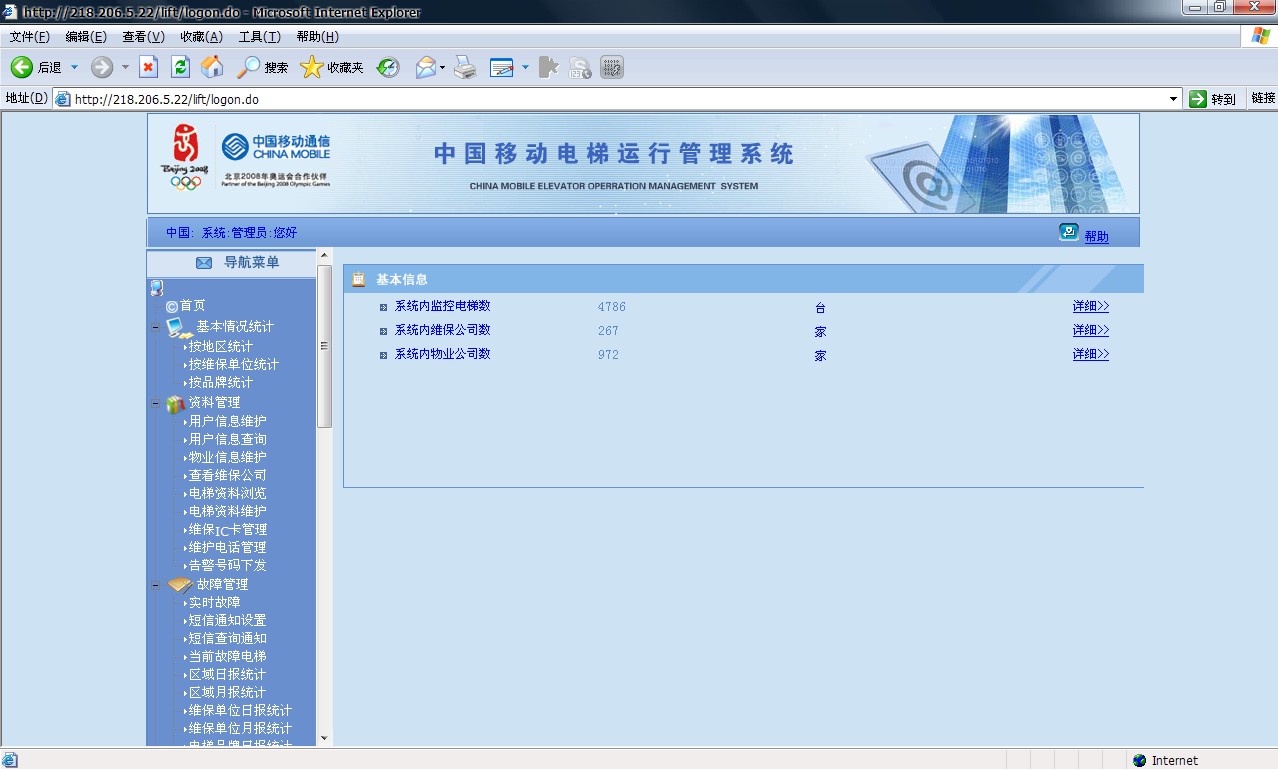 http://218.206.5.22/lift/logon.do - Microsoft Internet Explorer
文件(F) 编辑(E) 查看(V) 收藏(A) 工具(T) 帮助(H)
后退 搜索 收藏夹
地址(D) http://218.206.5.22/lift/logon.do 转到 链接
Beijing 2008
中国移动通信
CHINA MOBILE
北京2008年奥运会合作伙伴
Partner of the Beijing 2008 Olympic Games
中国移动电梯运行管理系统
CHINA MOBILE ELEVATOR OPERRATION MANAGEMENT SYSTEM
中国: 系统:管理员:您好
帮助
导航菜单
首页
基本情况统计
按地区统计
按维保单位统计
按品牌统计
资料管理
用户信息维护
用户信息查询
物业信息维护
查看维保公司
电梯资料浏览
电梯资料维护
维保IC卡管理
维护电话管理
告警号码下发
故障管理
实时故障
短信通知设置
短信查询通知
当前故障电梯
区域日报统计
区域月报统计
维保单位日报统计
维保单位月报统计
电梯品牌日报统计
基本信息
系统内监控电梯数 4786 台 详细>>
系统内维保公司数 267 家 详细>>
系统内物业公司数 972 家 详细>>
Internet